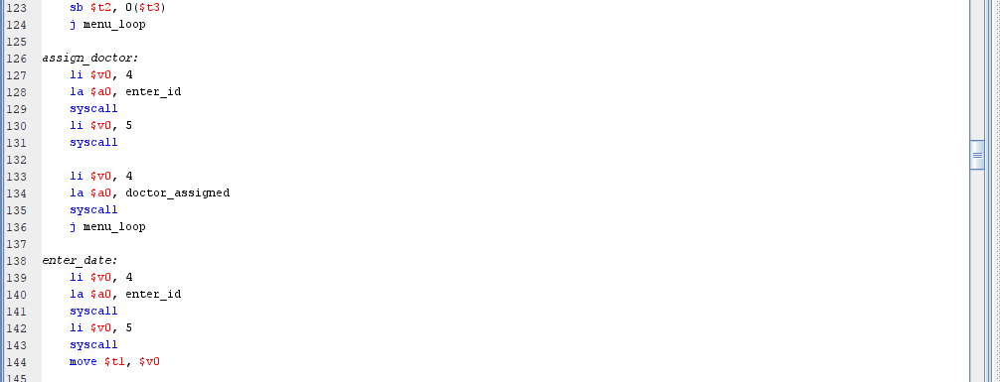 123 sb $t2, 0($t3)
124 j menu_loop
125
126 assign_doctor:
127 li $v0, 4
128 la $a0, enter_id
129 syscall
130 li $v0, 5
131 syscall
132
133 li $v0, 4
134 la $a0, doctor_assigned
135 syscall
136 j menu_loop
137
138 enter_date:
139 li $v0, 4
140 la $a0, enter_id
141 syscall
142 li $v0, 5
143 syscall
144 move $t1, $v0
145